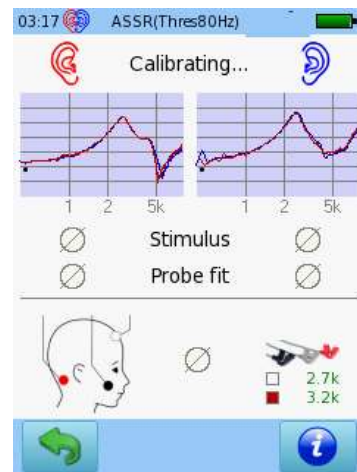 03:17 ASSR(Thres80Hz)
Calibrating...
1 2 5k 1 2 5k
Stimulus
Probe fit
2.7k
3.2k
i